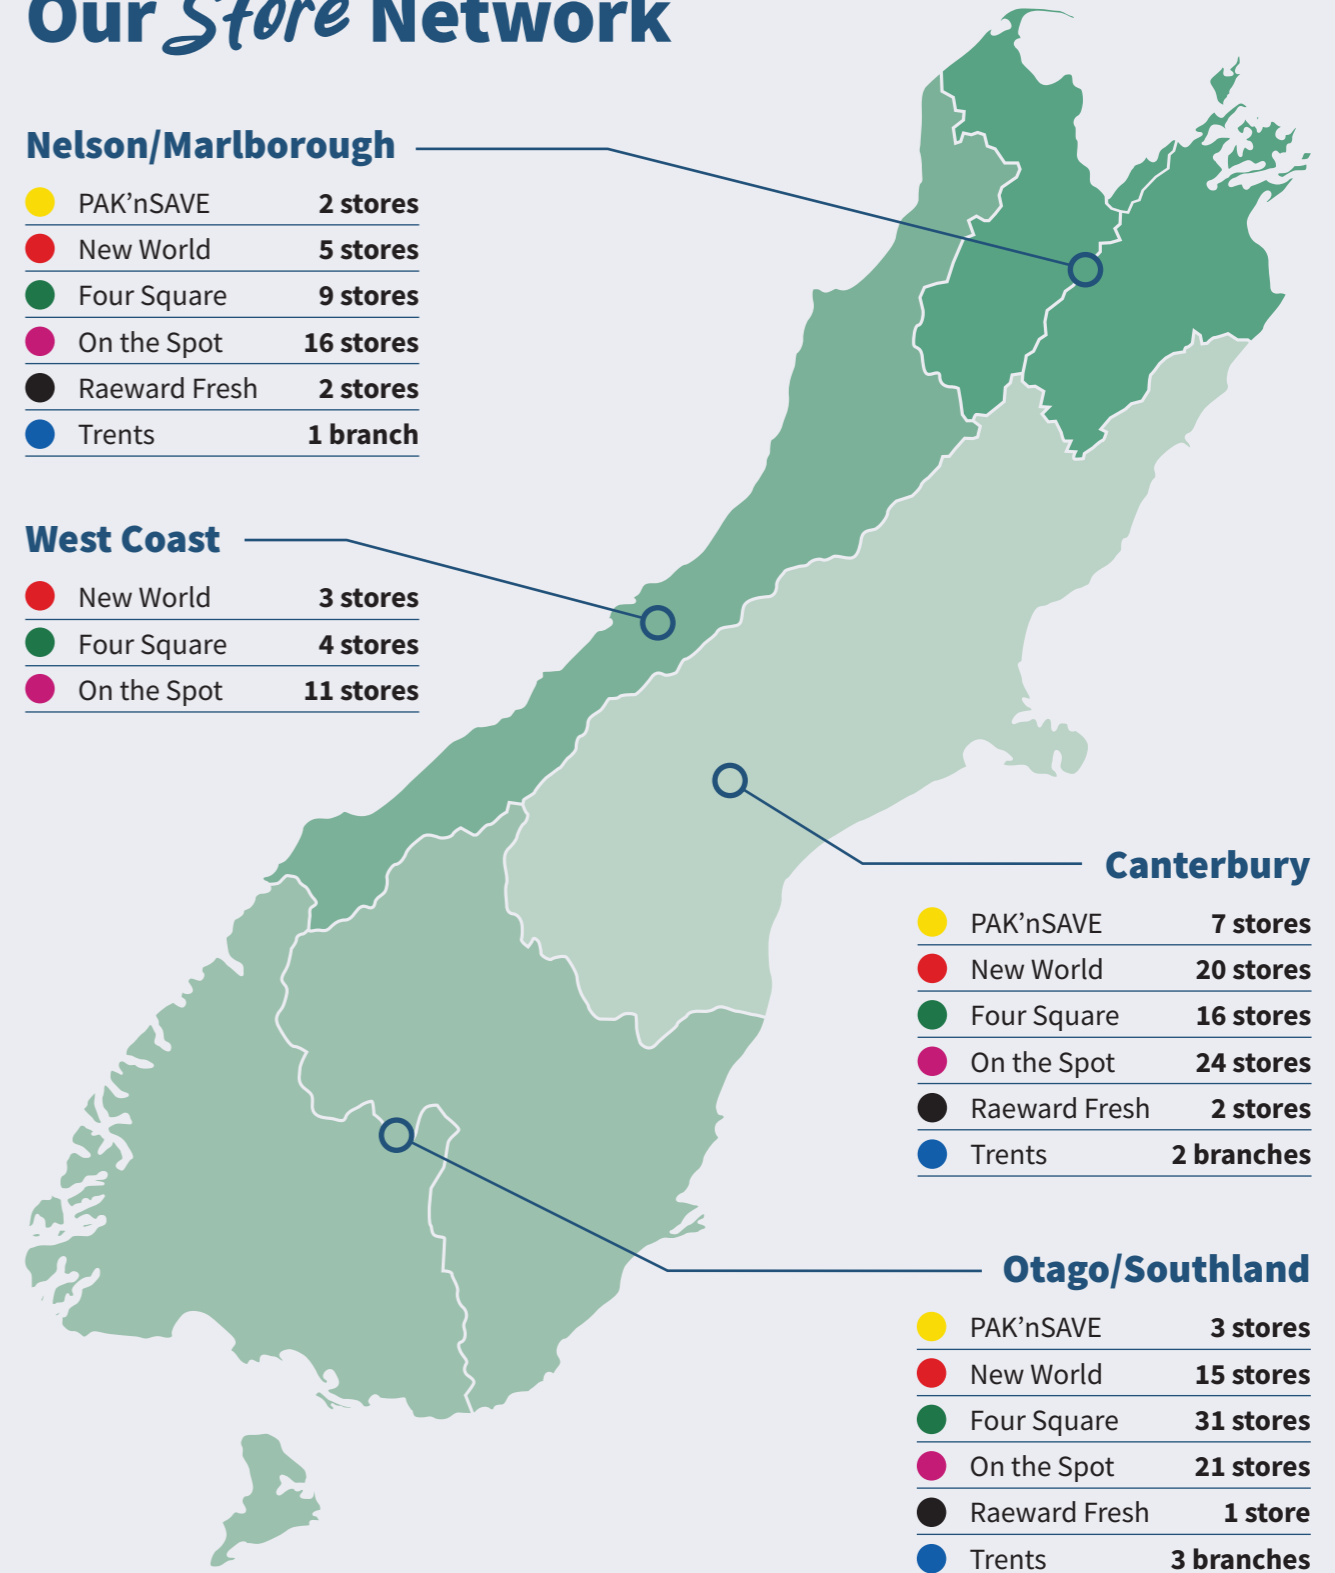 Our Store Network
Nelson/Marlborough
PAK’nSAVE 2 stores
New World 5 stores
Four Square 9 stores
On the Spot 16 stores
Raeward Fresh 2 stores
Trents 1 branch
West Coast
New World 3 stores
Four Square 4 stores
On the Spot 11 stores
Canterbury
PAK’nSAVE 7 stores
New World 20 stores
Four Square 16 stores
On the Spot 24 stores
Raeward Fresh 2 stores
Trents 2 branches
Otago/Southland
PAK’nSAVE 3 stores
New World 15 stores
Four Square 31 stores
On the Spot 21 stores
Raeward Fresh 1 store
Trents 3 branches